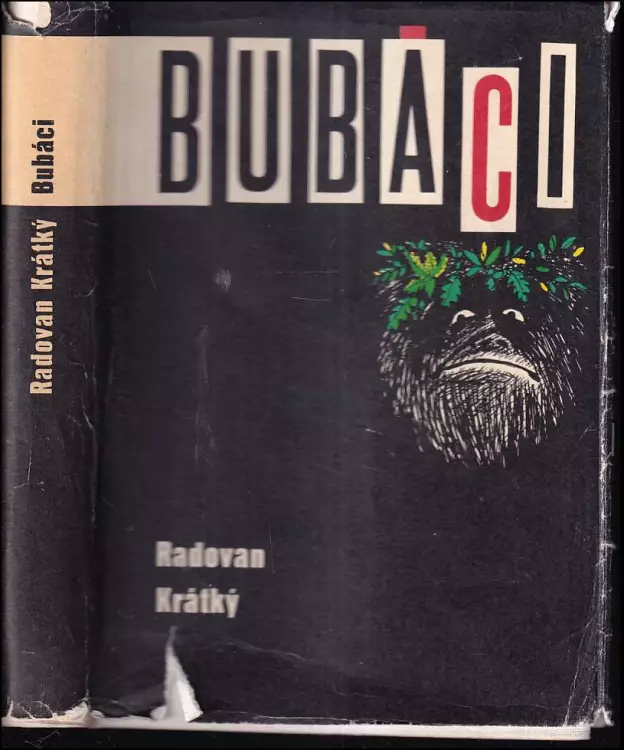 BUBÁCI
Radovan
Krátký
Radovan Krátký Bubáci